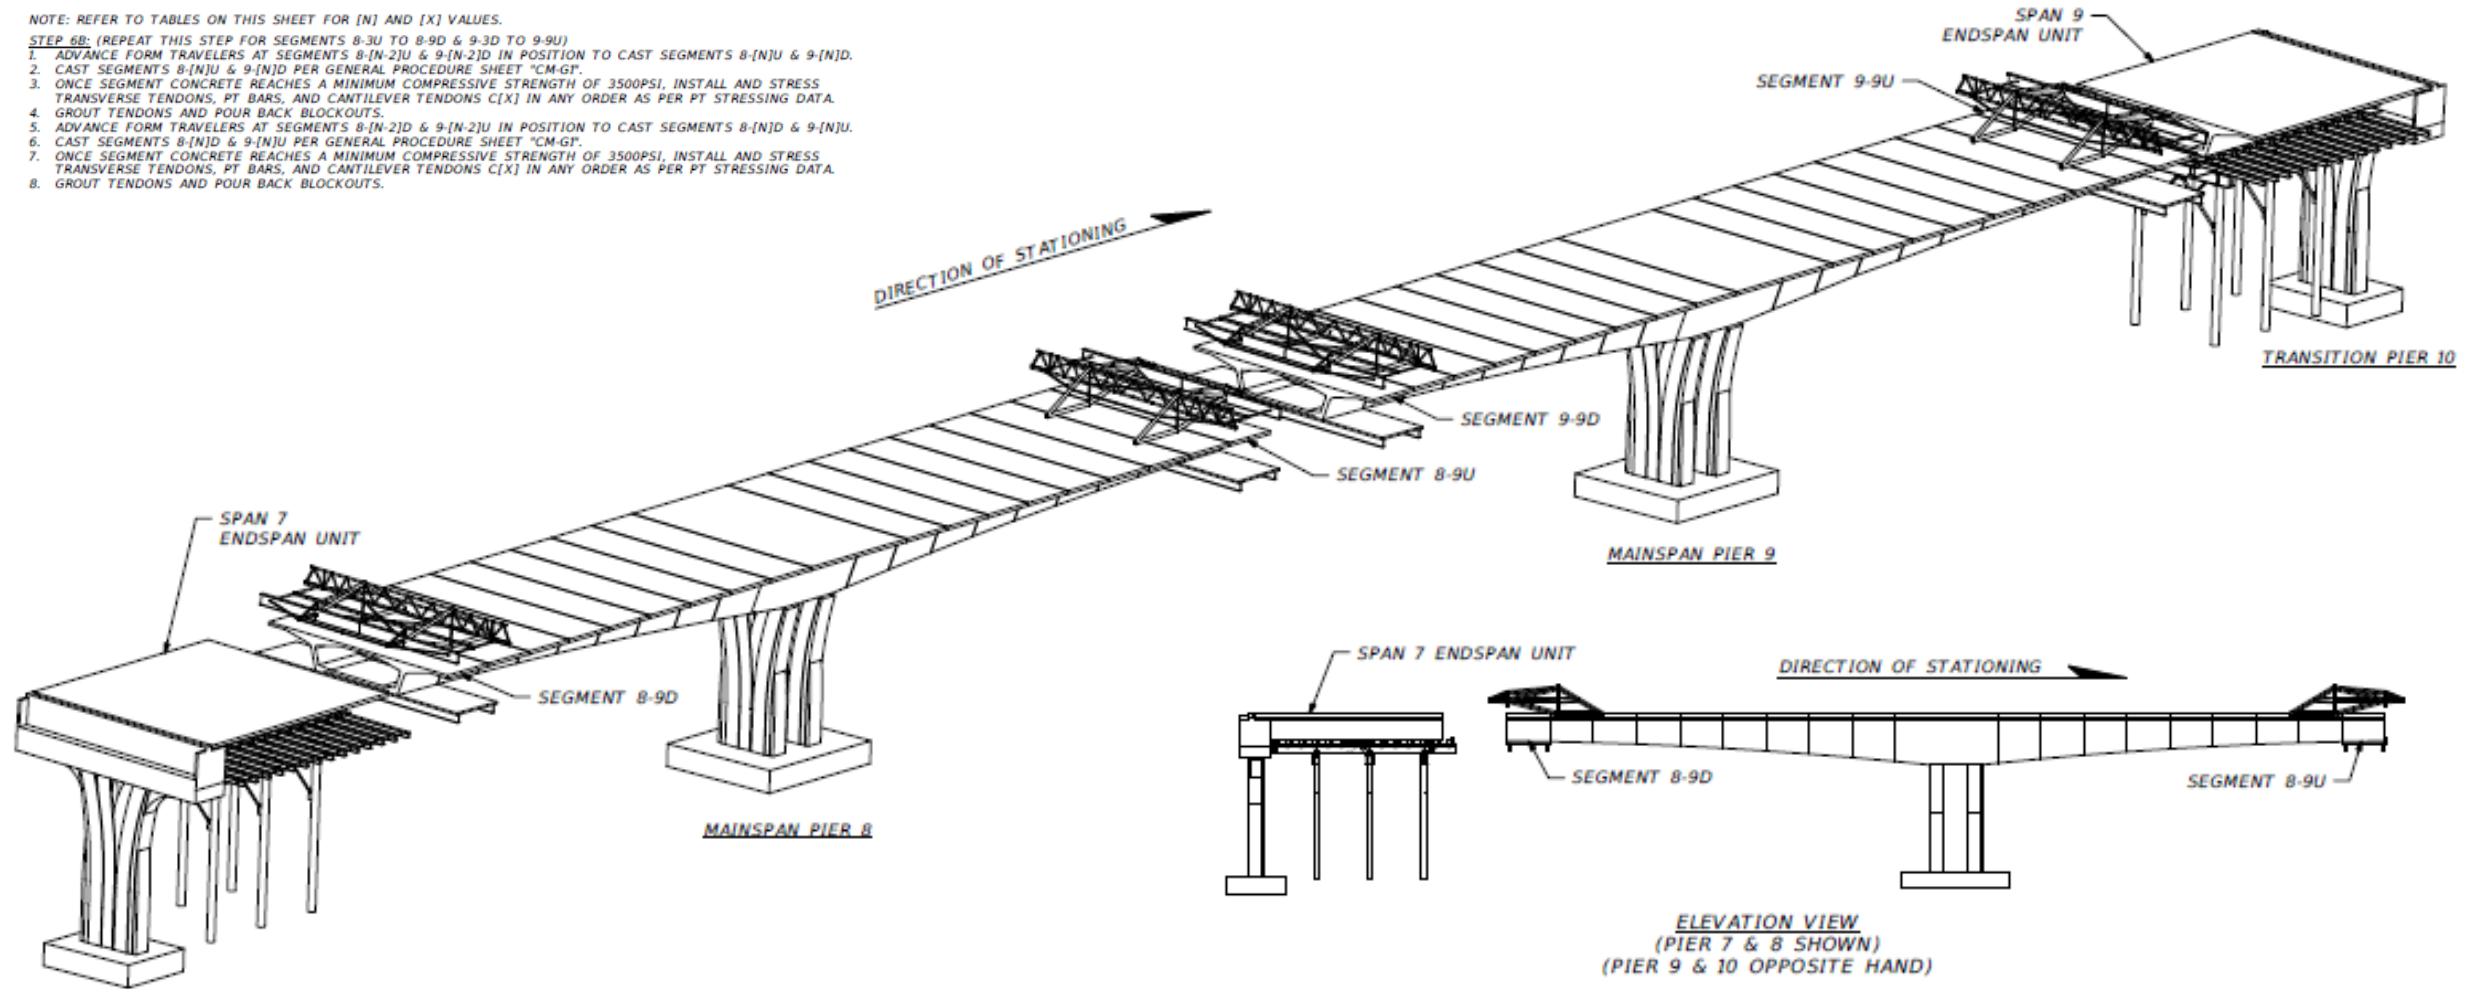 NOTE: REFER TO TABLES ON THIS SHEET FOR [N] AND [X] VALUES.
STEP 6B: (REPEAT THIS STEP FOR SEGMENTS 8-3U TO 8-9D & 9-3D TO 9-9U)
1. ADVANCE FORM TRAVELERS AT SEGMENTS 8-[N-2]U & 9-[N-2]D IN POSITION TO CAST SEGMENTS 8-[N]U & 9-[N]D.
2. CAST SEGMENTS 8-[N]U & 9-[N]D PER GENERAL PROCEDURE SHEET "CM-G1".
3. ONCE SEGMENT CONCRETE REACHES A MINIMUM COMPRESSIVE STRENGTH OF 3500PSI, INSTALL AND STRESS
TRANSVERSE TENDONS, PT BARS, AND CANTILEVER TENDONS C[X] IN ANY ORDER AS PER PT STRESSING DATA.
4. GROUT TENDONS AND POUR BACK BLOCKOUTS.
5. ADVANCE FORM TRAVELERS AT SEGMENTS 8-[N-2]D & 9-[N-2]U IN POSITION TO CAST SEGMENTS 8-[N]D & 9-[N]U.
6. CAST SEGMENTS 8-[N]D & 9-[N]U PER GENERAL PROCEDURE SHEET "CM-G1".
7. ONCE SEGMENT CONCRETE REACHES A MINIMUM COMPRESSIVE STRENGTH OF 3500PSI, INSTALL AND STRESS
TRANSVERSE TENDONS, PT BARS, AND CANTILEVER TENDONS C[X] IN ANY ORDER AS PER PT STRESSING DATA.
8. GROUT TENDONS AND POUR BACK BLOCKOUTS.
SPAN 9
ENDSPAN UNIT
SEGMENT 9-9U
DIRECTION OF STATIONING
TRANSITION PIER 10
SEGMENT 9-9D
SEGMENT 8-9U
SPAN 7
ENDSPAN UNIT
MAINSPAN PIER 9
SEGMENT 8-9D
MAINSPAN PIER 8
SPAN 7 ENDSPAN UNIT
DIRECTION OF STATIONING
SEGMENT 8-9D
SEGMENT 8-9U
ELEVATION VIEW
(PIER 7 & 8 SHOWN)
(PIER 9 & 10 OPPOSITE HAND)